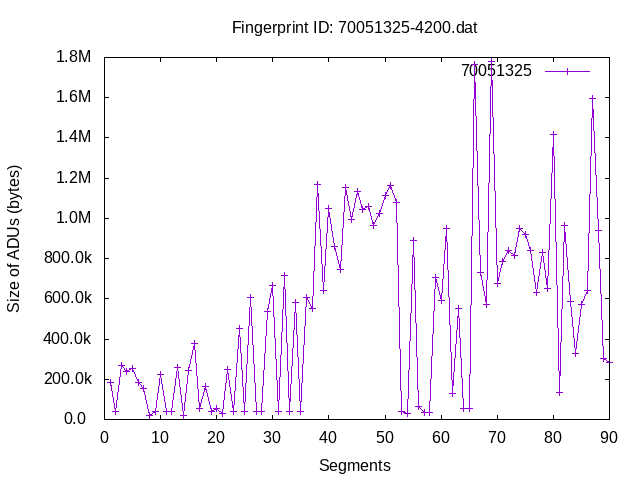 Fingerprint ID: 70051325-4200.dat
1.8M
70051325
1.6M
1.4M
1.2M
1.0M
800.0k
600.0k
400.0k
200.0k
0.0
Size of ADUs (bytes)
0 10 20 30 40 50 60 70 80 90
Segments